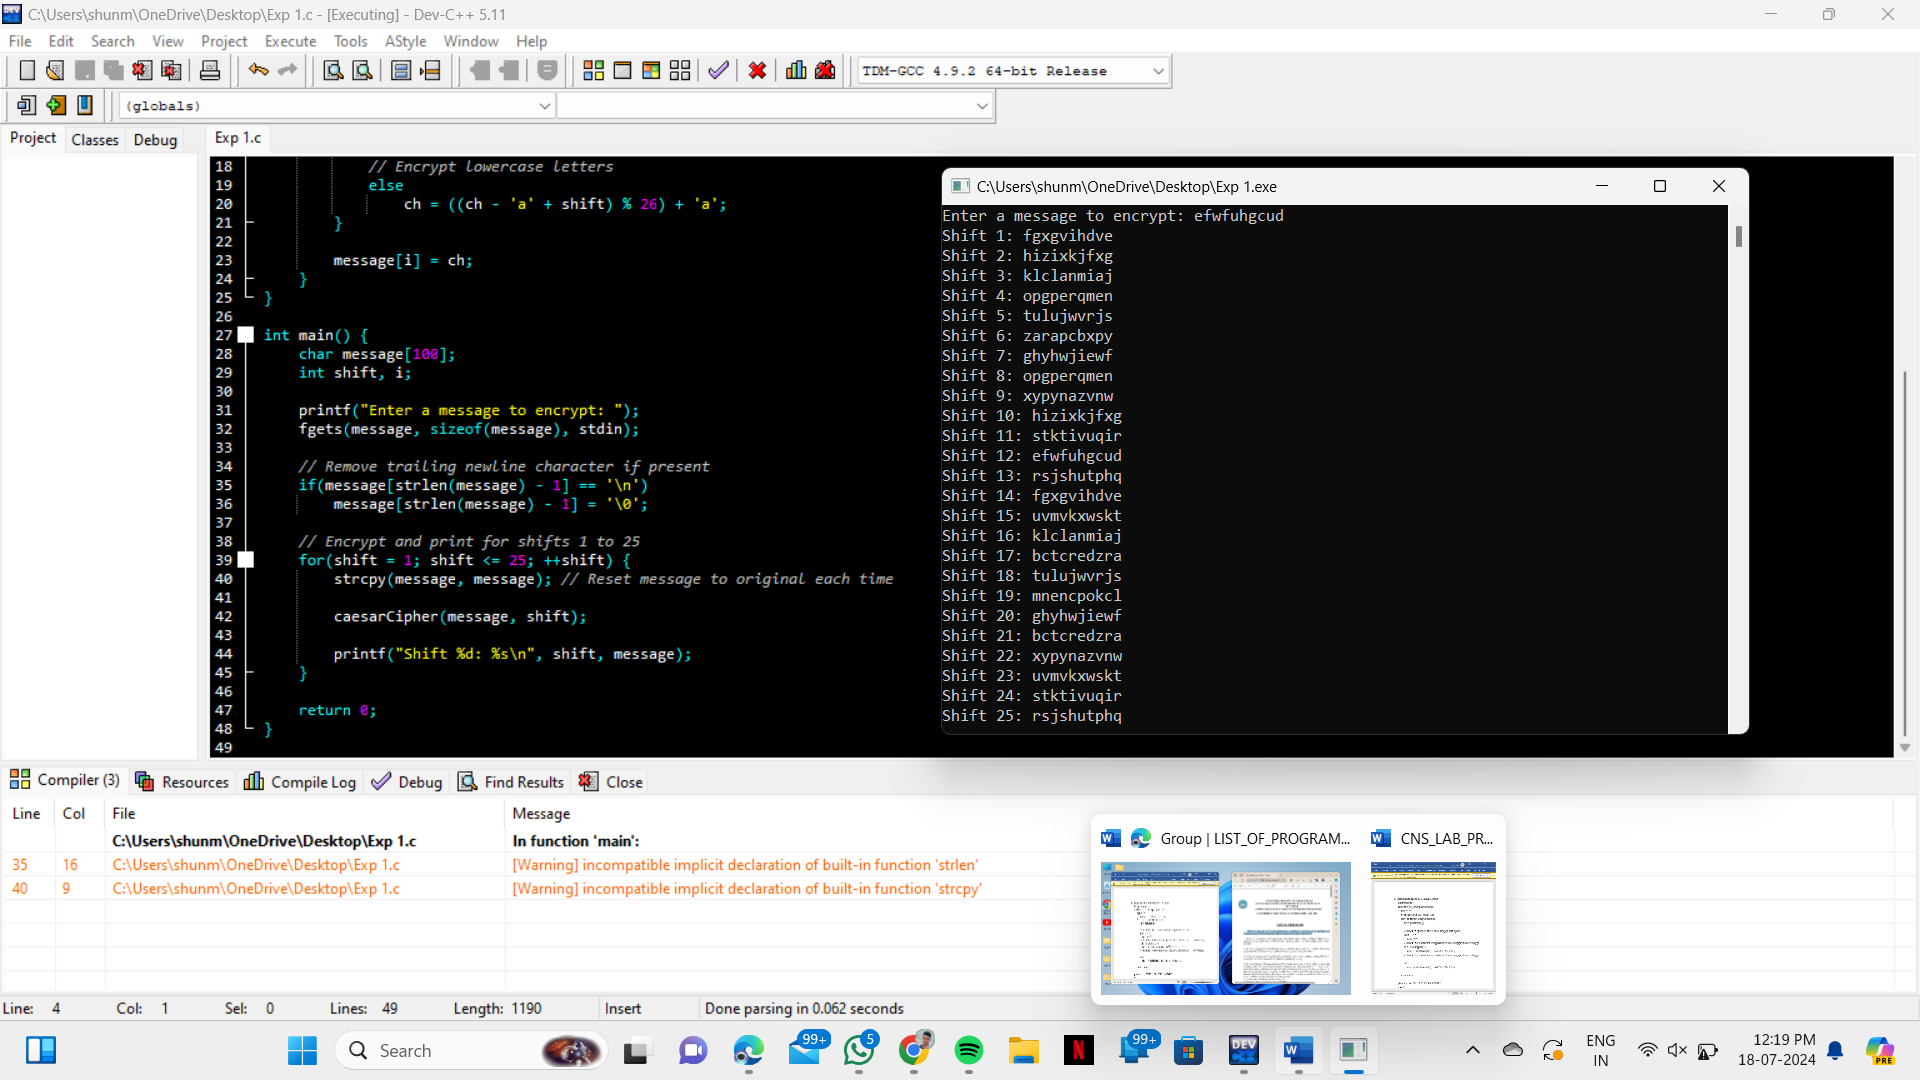 C:\Users\shunm\OneDrive\Desktop\Exp 1.c - [Executing] - Dev-C++ 5.11
File Edit Search View Project Execute Tools AStyle Window Help
TDM-GCC 4.9.2 64-bit Release
(globals)
Project Classes Debug
Exp 1.c
18 // Encrypt lowercase letters
19 else
20 ch = ((ch - 'a' + shift) % 26) + 'a';
21 }
22
23 message[i] = ch;
24 }
25 }
26
27 int main() {
28 char message[100];
29 int shift, i;
30
31 printf("Enter a message to encrypt: ");
32 fgets(message, sizeof(message), stdin);
33
34 // Remove trailing newline character if present
35 if(message[strlen(message) - 1] == '\n')
36 message[strlen(message) - 1] = '\0';
37
38 // Encrypt and print for shifts 1 to 25
39 for(shift = 1; shift <= 25; ++shift) {
40 strcpy(message, message); // Reset message to original each time
41
42 caesarCipher(message, shift);
43
44 printf("Shift %d: %s\n", shift, message);
45 }
46
47 return 0;
48 }
49
C:\Users\shunm\OneDrive\Desktop\Exp 1.exe
Enter a message to encrypt: efwfuhgcud
Shift 1: fgxgvihdve
Shift 2: hizixkjfxg
Shift 3: klclanmiaj
Shift 4: opgperqmen
Shift 5: tulujwvrjs
Shift 6: zarapcbxpy
Shift 7: ghyhwjiewf
Shift 8: opgperqmen
Shift 9: xypynazvnw
Shift 10: hizixkjfxg
Shift 11: stktivuqir
Shift 12: efwfuhgcud
Shift 13: rsjshutphq
Shift 14: fgxgvihdve
Shift 15: uvmvkxwskt
Shift 16: klclanmiaj
Shift 17: bctcredzra
Shift 18: tulujwvrjs
Shift 19: mnencpokcl
Shift 20: ghyhwjiewf
Shift 21: bctcredzra
Shift 22: xypynazvnw
Shift 23: uvmvkxwskt
Shift 24: stktivuqir
Shift 25: rsjshutphq
Compiler (3) Resources Compile Log Debug Find Results Close
Line Col File Message
C:\Users\shunm\OneDrive\Desktop\Exp 1.c In function 'main':
35 16 C:\Users\shunm\OneDrive\Desktop\Exp 1.c [Warning] incompatible implicit declaration of built-in function 'strlen'
40 9 C:\Users\shunm\OneDrive\Desktop\Exp 1.c [Warning] incompatible implicit declaration of built-in function 'strcpy'
Group | LIST_OF_PROGRAM... CNS_LAB_PR...
Line: 4 Col: 1 Sel: 0 Lines: 49 Length: 1190 Insert Done parsing in 0.062 seconds
Search
99+
5
99+
DEV C++
ENG
IN
12:19 PM
18-07-2024
PRE